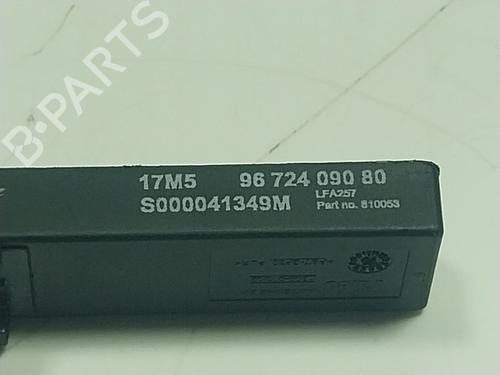 B-PARTS
17M5 96 724 090 80
S000041349M
LFA257
Part no. 810053